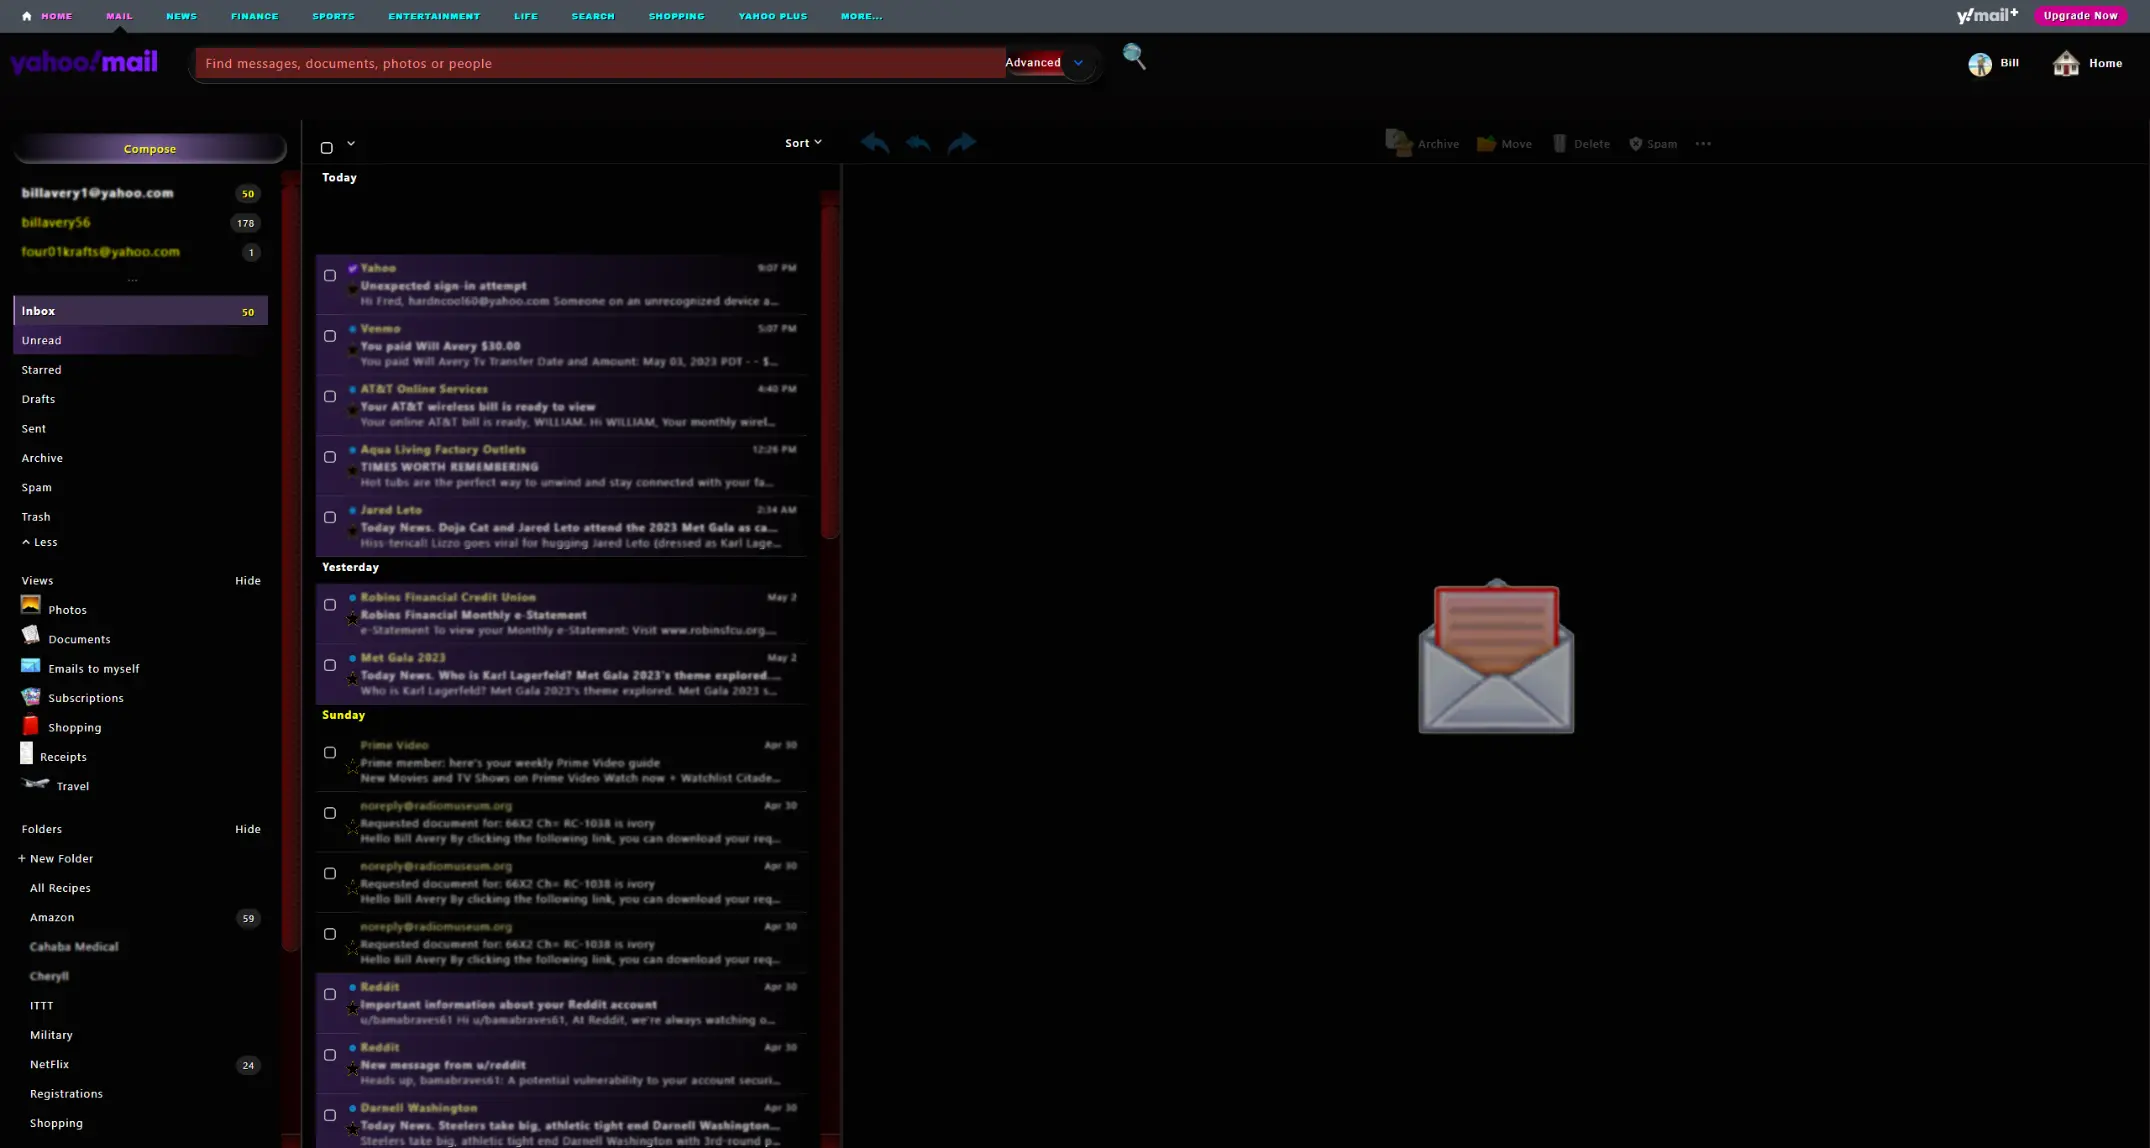 HOME MAIL NEWS FINANCE SPORTS ENTERTAINMENT LIFE SEARCH SHOPPING YAHOO PLUS MORE... y!mail+ Upgrade Now
yahoo!mail Find messages, documents, photos or people Advanced Bill Home
Compose
billavery1@yahoo.com 50
billavery56 178
four01krafts@yahoo.com 1
...
Inbox 50
Unread
Starred
Drafts
Sent
Archive
Spam
Trash
Less
Views Hide
Photos
Documents
Emails to myself
Subscriptions
Shopping
Receipts
Travel
Folders Hide
+ New Folder
All Recipes
Amazon 59
Cahaba Medical
Cheryll
ITTT
Military
NetFlix 24
Registrations
Shopping
Sort Archive Move Delete Spam
Today
Yahoo 9:07 PM
Unexpected sign-in attempt
Hi Fred, hardncool60@yahoo.com Someone on an unrecognized device a...
Venmo 5:07 PM
You paid Will Avery $30.00
You paid Will Avery Tv Transfer Date and Amount: May 03, 2023 PDT - - $...
AT&T Online Services 4:40 PM
Your AT&T wireless bill is ready to view
Your online AT&T bill is ready, WILLIAM. Hi WILLIAM, Your monthly wirel...
Aqua Living Factory Outlets 12:26 PM
TIMES WORTH REMEMBERING
Hot tubs are the perfect way to unwind and stay connected with your fa...
Jared Leto 2:34 AM
Today News. Doja Cat and Jared Leto attend the 2023 Met Gala as ca...
Hiss-terical! Lizzo goes viral for hugging Jared Leto (dressed as Karl Lage...
Yesterday
Robins Financial Credit Union May 2
Robins Financial Monthly e-Statement
e-Statement To view your Monthly e-Statement: Visit www.robinsfcu.org....
Met Gala 2023 May 2
Today News. Who is Karl Lagerfeld? Met Gala 2023's theme explored....
Who is Karl Lagerfeld? Met Gala 2023's theme explored. Met Gala 2023 s...
Sunday
Prime Video Apr 30
Prime member: here's your weekly Prime Video guide
New Movies and TV Shows on Prime Video Watch now + Watchlist Citade...
noreply@radiomuseum.org Apr 30
Requested document for: 66X2 Ch= RC-1038 is ivory
Hello Bill Avery By clicking the following link, you can download your req...
noreply@radiomuseum.org Apr 30
Requested document for: 66X2 Ch= RC-1038 is ivory
Hello Bill Avery By clicking the following link, you can download your req...
noreply@radiomuseum.org Apr 30
Requested document for: 66X2 Ch= RC-1038 is ivory
Hello Bill Avery By clicking the following link, you can download your req...
Reddit Apr 30
Important information about your Reddit account
u/bamabraves61 Hi u/bamabraves61, At Reddit, we're always watching o...
Reddit Apr 30
New message from u/reddit
Heads up, bamabraves61: A potential vulnerability to your account securi...
Darnell Washington Apr 30
Today News. Steelers take big, athletic tight end Darnell Washington...
Steelers take big, athletic tight end Darnell Washington with 3rd-round p...